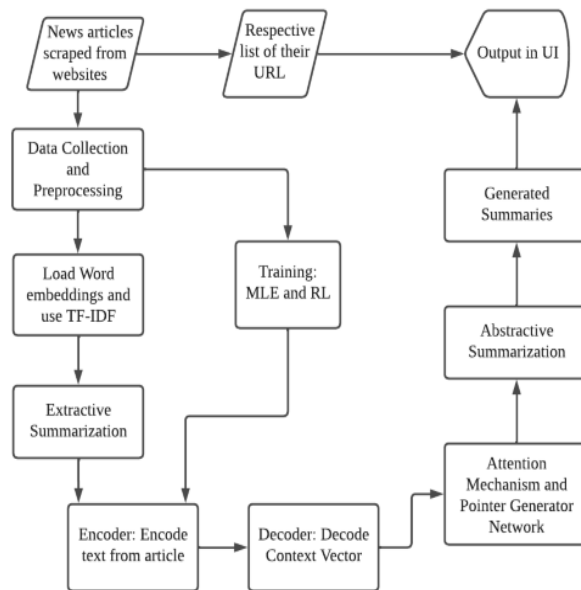 News articles
scraped from
websites
Respective
list of their
URL
Output in UI
Data Collection
and
Preprocessing
Generated
Summaries
Load Word
embeddings and
use TF-IDF
Training:
MLE and RL
Abstractive
Summarization
Extractive
Summarization
Attention
Mechanism and
Pointer Generator
Network
Encoder: Encode
text from article
Decoder: Decode
Context Vector